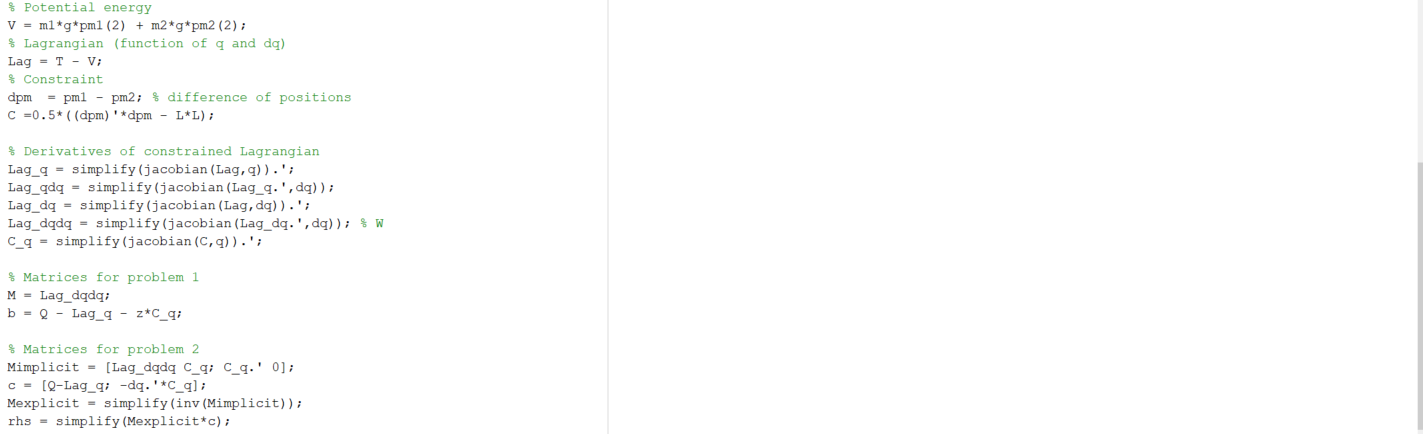 % Potential energy
V = m1*g*pm1(2) + m2*g*pm2(2);
% Lagrangian (function of q and dq)
Lag = T - V;
% Constraint
dpm  = pm1 - pm2; % difference of positions
C =0.5*((dpm)'*dpm - L*L);
% Derivatives of constrained Lagrangian
Lag_q = simplify(jacobian(Lag,q)).';
Lag_qdq = simplify(jacobian(Lag_q.',dq));
Lag_dq = simplify(jacobian(Lag,dq)).';
Lag_dqdq = simplify(jacobian(Lag_dq.',dq)); % W
C_q = simplify(jacobian(C,q)).';
% Matrices for problem 1
M = Lag_dqdq;
b = Q - Lag_q - z*C_q;
% Matrices for problem 2
Mimplicit = [Lag_dqdq C_q; C_q.' 0];
c = [Q-Lag_q; -dq.'*C_q];
Mexplicit = simplify(inv(Mimplicit));
rhs = simplify(Mexplicit*c);